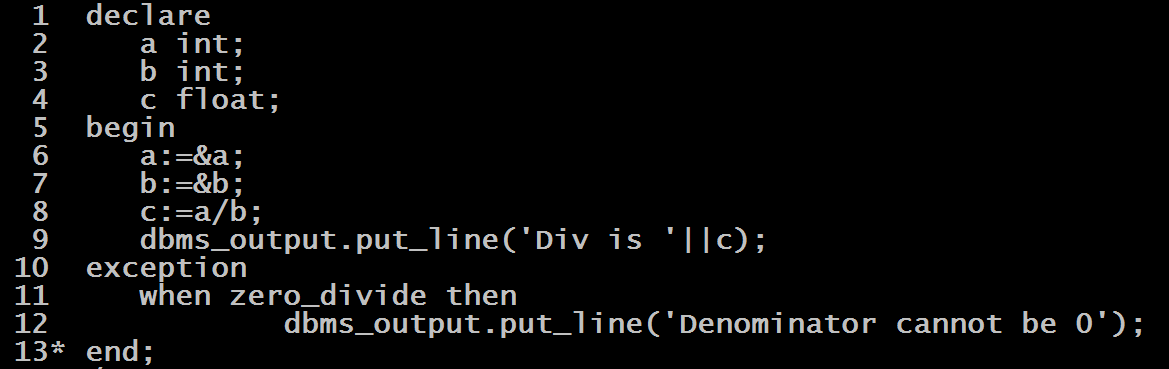 1 declare
2 a int;
3 b int;
4 c float;
5 begin
6 a:=&a;
7 b:=&b;
8 c:=a/b;
9 dbms_output.put_line('Div is '||c);
10 exception
11 when zero_divide then
12 dbms_output.put_line('Denominator cannot be 0');
13* end;